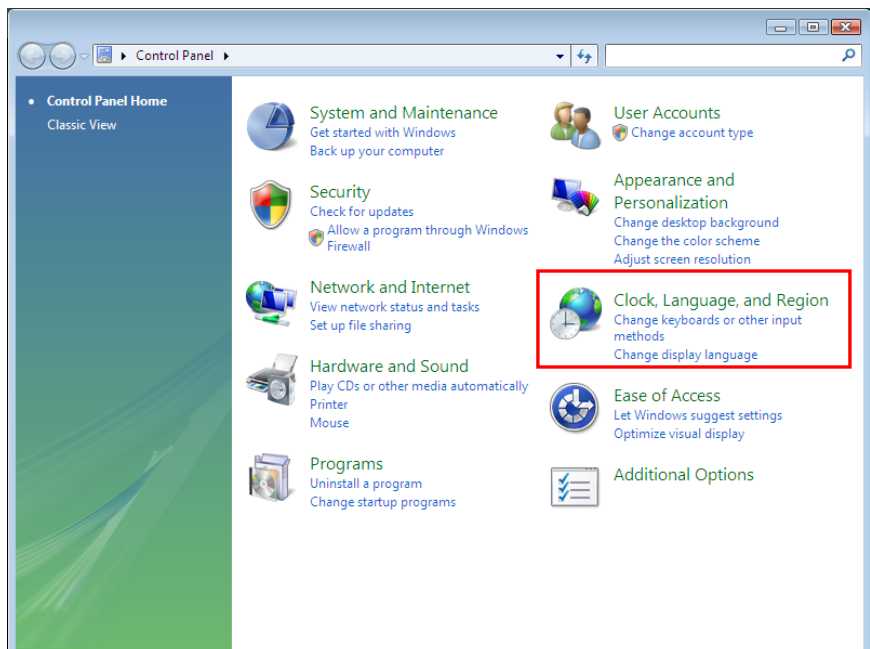 Control Panel
Control Panel Home
Classic View
System and Maintenance
Get started with Windows
Back up your computer
Security
Check for updates
Allow a program through Windows
Firewall
Network and Internet
View network status and tasks
Set up file sharing
Hardware and Sound
Play CDs or other media automatically
Printer
Mouse
Programs
Uninstall a program
Change startup programs
User Accounts
Change account type
Appearance and
Personalization
Change desktop background
Change the color scheme
Adjust screen resolution
Clock, Language, and Region
Change keyboards or other input
methods
Change display language
Ease of Access
Let Windows suggest settings
Optimize visual display
Additional Options